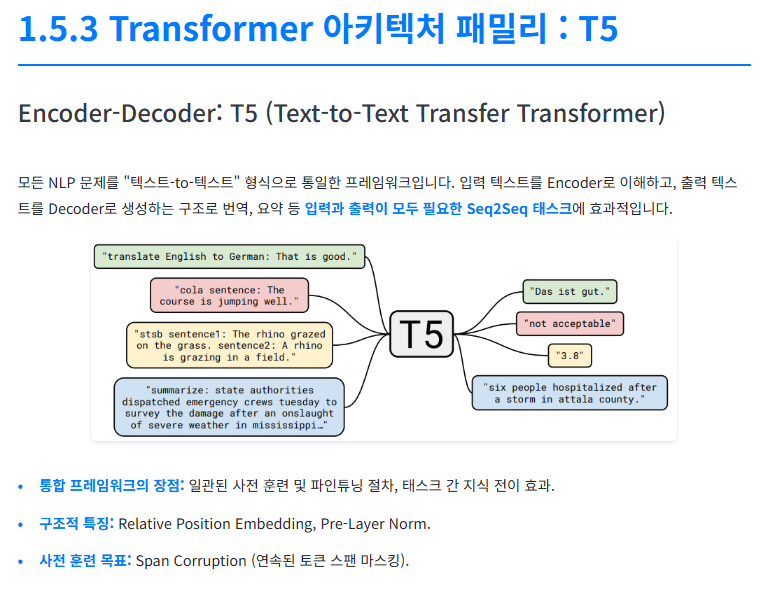 1.5.3 Transformer 아키텍처 패밀리 : T5
Encoder-Decoder: T5 (Text-to-Text Transfer Transformer)
모든 NLP 문제를 "텍스트-to-텍스트" 형식으로 통일한 프레임워크입니다. 입력 텍스트를 Encoder로 이해하고, 출력 텍스
트를 Decoder로 생성하는 구조로 번역, 요약 등 입력과 출력이 모두 필요한 Seq2Seq 태스크에 효과적입니다.
"translate English to German: That is good."
"cola sentence: The
course is jumping well."
"stsb sentence1: The rhino grazed
on the grass. sentence2: A rhino
is grazing in a field."
"summarize: state authorities
dispatched emergency crews tuesday to
survey the damage after an onslaught
of severe weather in mississippi…"
T5
"Das ist gut."
"not acceptable"
"3.8"
"six people hospitalized after
a storm in attala county."
• 통합 프레임워크의 장점: 일관된 사전 훈련 및 파인튜닝 절차, 태스크 간 지식 전이 효과.
• 구조적 특징: Relative Position Embedding, Pre-Layer Norm.
• 사전 훈련 목표: Span Corruption (연속된 토큰 스팬 마스킹).